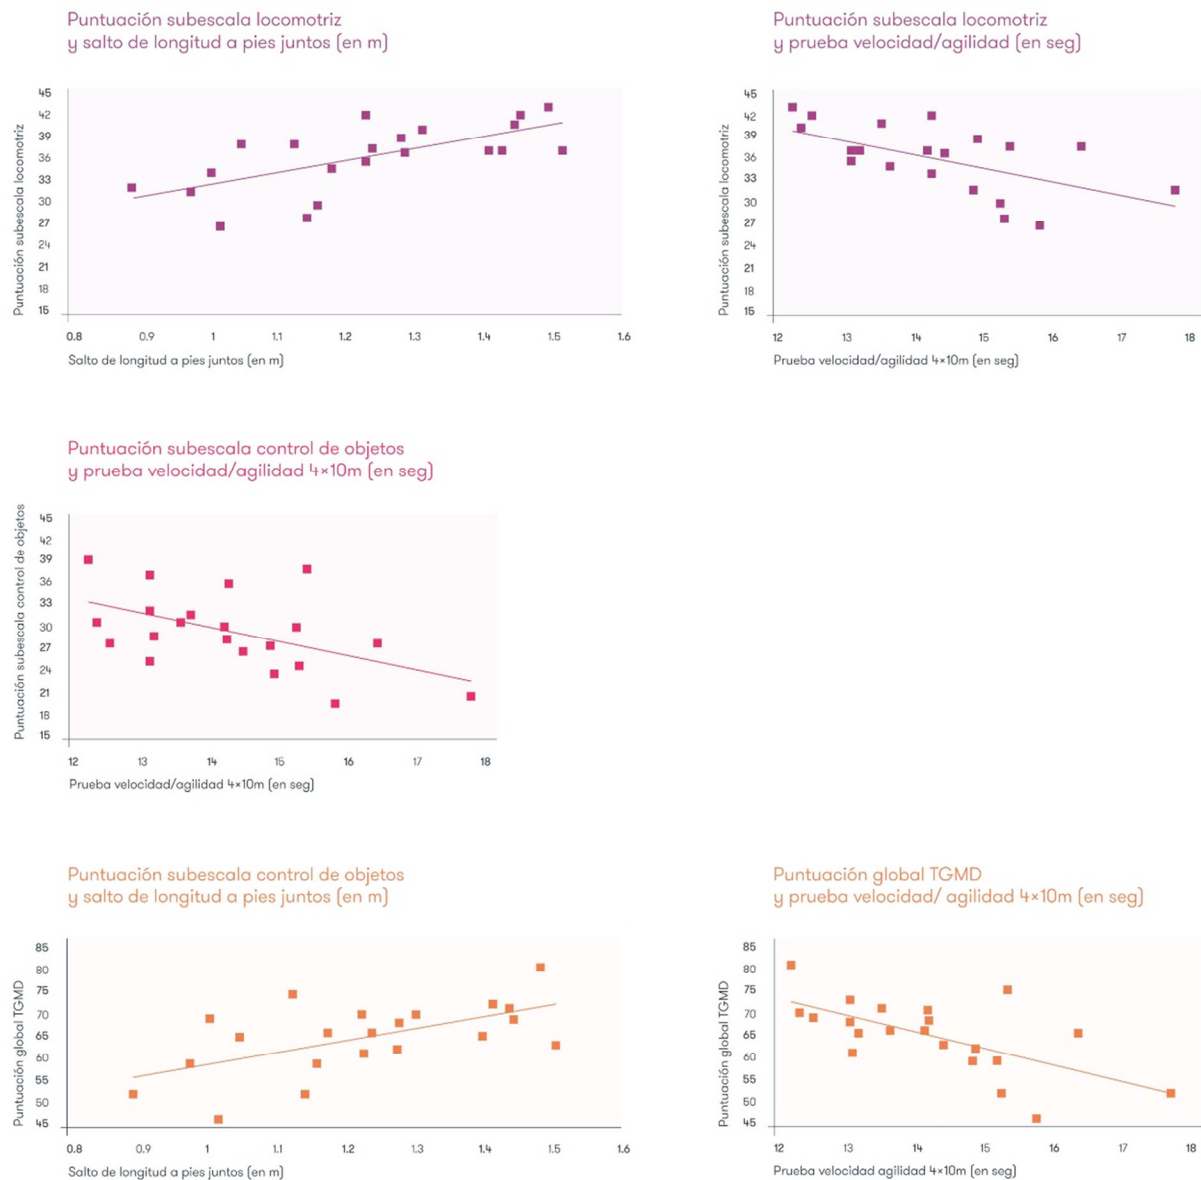 Puntuación subescala locomotriz
y salto de longitud a pies juntos (en m)
Puntuación subescala locomotriz
45
42
39
36
33
30
27
24
21
18
15
0.8 0.9 1 1.1 1.2 1.3 1.4 1.5 1.6
Salto de longitud a pies juntos (en m)
Puntuación subescala locomotriz
y prueba velocidad/agilidad (en seg)
Puntuación subescala locomotriz
45
42
39
36
33
30
27
24
21
18
15
12 13 14 15 16 17 18
Prueba velocidad/agilidad 4×10m (en seg)
Puntuación subescala control de objetos
y prueba velocidad/agilidad 4×10m (en seg)
Puntuación subescala control de objetos
45
42
39
36
33
30
27
24
21
18
15
12 13 14 15 16 17 18
Prueba velocidad/agilidad 4×10m (en seg)
Puntuación subescala control de objetos
y salto de longitud a pies juntos (en m)
Puntuación global TGMD
85
80
75
70
65
60
55
50
45
0.8 0.9 1 1.1 1.2 1.3 1.4 1.5 1.6
Salto de longitud a pies juntos (en m)
Puntuación global TGMD
y prueba velocidad/ agilidad 4×10m (en seg)
Puntuación global TGMD
85
80
75
70
65
60
55
50
45
12 13 14 15 16 17 18
Prueba velocidad agilidad 4×10m (en seg)